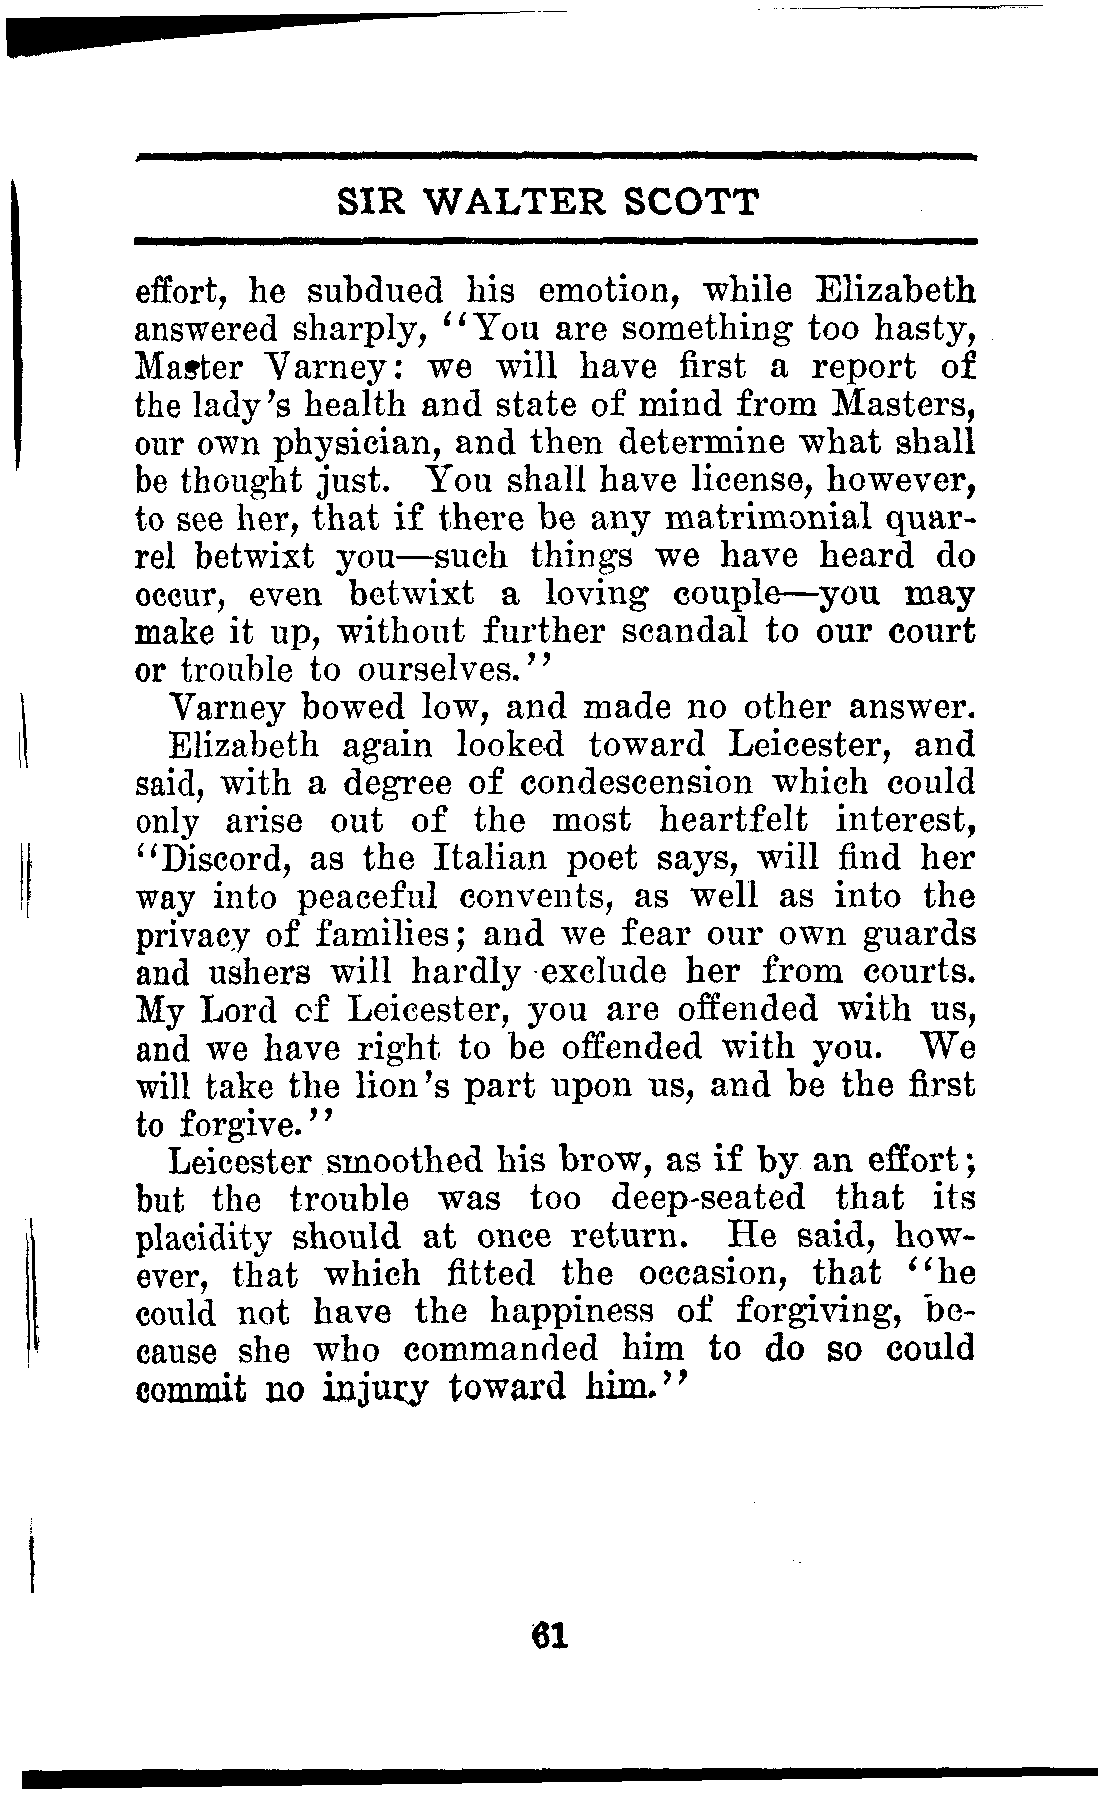 SIR WALTER SCOTT
effort, he subdued his emotion, while Elizabeth
answered sharply, "You are something too hasty,
Master Varney: we will have first a report of
the lady's health and state of mind from Masters,
our own physician, and then determine what shall
be thought just. You shall have license, however,
to see her, that if there be any matrimonial quar-
rel betwixt you—such things we have heard do
occur, even betwixt a loving couple—you may
make it up, without further scandal to our court
or trouble to ourselves."
Varney bowed low, and made no other answer.
Elizabeth again looked toward Leicester, and
said, with a degree of condescension which could
only arise out of the most heartfelt interest,
"Discord, as the Italian poet says, will find her
way into peaceful convents, as well as into the
privacy of families; and we fear our own guards
and ushers will hardly exclude her from courts.
My Lord of Leicester, you are offended with us,
and we have right to be offended with you. We
will take the lion's part upon us, and be the first
to forgive."
Leicester smoothed his brow, as if by an effort;
but the trouble was too deep-seated that its
placidity should at once return. He said, how-
ever, that which fitted the occasion, that "he
could not have the happiness of forgiving, be-
cause she who commanded him to do so could
commit no injury toward him."
61